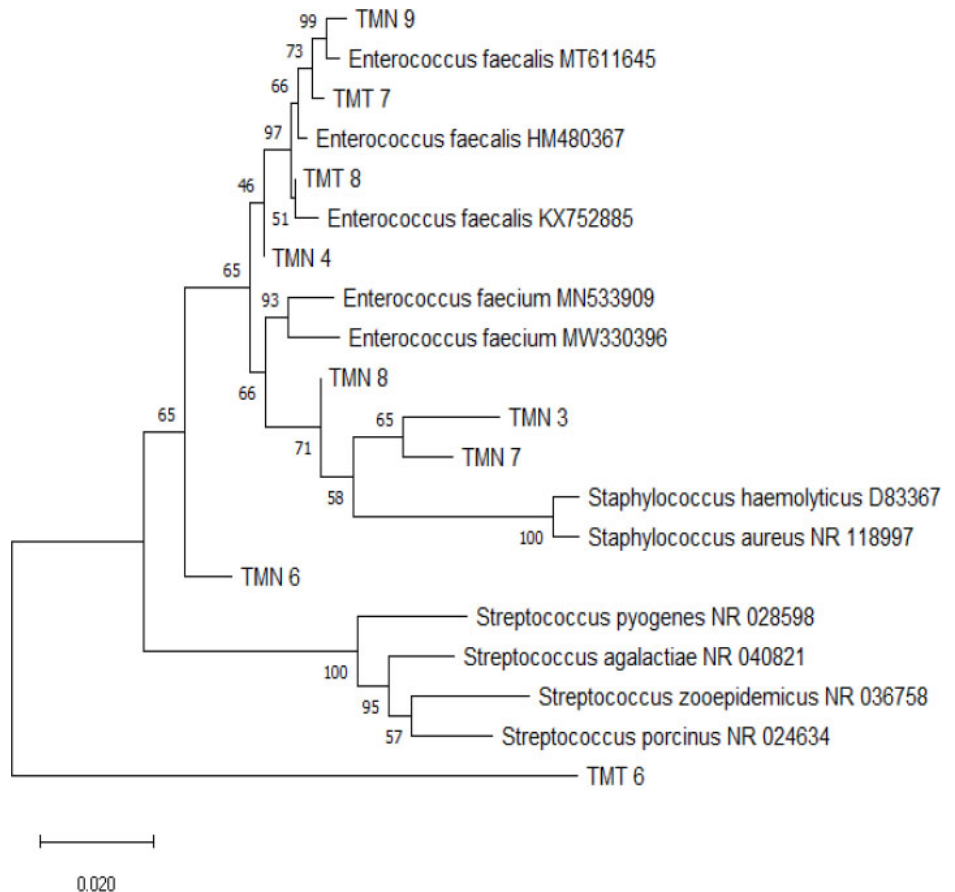 99
TMN 9
73
Enterococcus faecalis MT611645
66
TMT 7
97
Enterococcus faecalis HM480367
46
TMT 8
51
Enterococcus faecalis KX752885
65
TMN 4
93
Enterococcus faecium MN533909
Enterococcus faecium MW330396
66
TMN 8
65
65
TMN 3
71
TMN 7
58
Staphylococcus haemolyticus D83367
100
Staphylococcus aureus NR 118997
TMN 6
Streptococcus pyogenes NR 028598
100
Streptococcus agalactiae NR 040821
95
Streptococcus zooepidemicus NR 036758
57
Streptococcus porcinus NR 024634
TMT 6
0.020